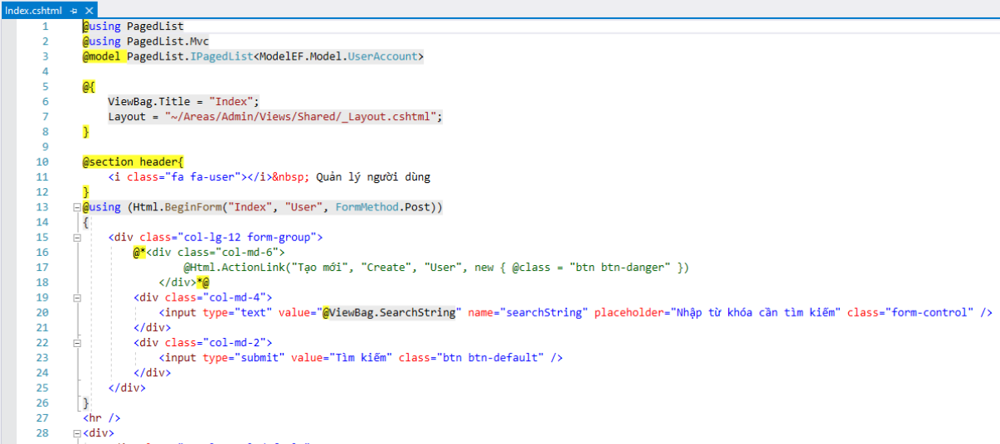 Index.cshtml
1 @using PagedList
2 @using PagedList.Mvc
3 @model PagedList.IPagedList<ModelEF.Model.UserAccount>
4
5 @{
6 ViewBag.Title = "Index";
7 Layout = "~/Areas/Admin/Views/Shared/_Layout.cshtml";
8 }
9
10 @section header{
11 <i class="fa fa-user"></i>&nbsp; Quản lý người dùng
12 }
13 @using (Html.BeginForm("Index", "User", FormMethod.Post))
14 {
15 <div class="col-lg-12 form-group">
16 @*<div class="col-md-6">
17 @Html.ActionLink("Tạo mới", "Create", "User", new { @class = "btn btn-danger" })
18 </div>*@
19 <div class="col-md-4">
20 <input type="text" value="@ViewBag.SearchString" name="searchString" placeholder="Nhập từ khóa cần tìm kiếm" class="form-control" />
21 </div>
22 <div class="col-md-2">
23 <input type="submit" value="Tìm kiếm" class="btn btn-default" />
24 </div>
25 </div>
26 }
27 <hr />
28 <div>